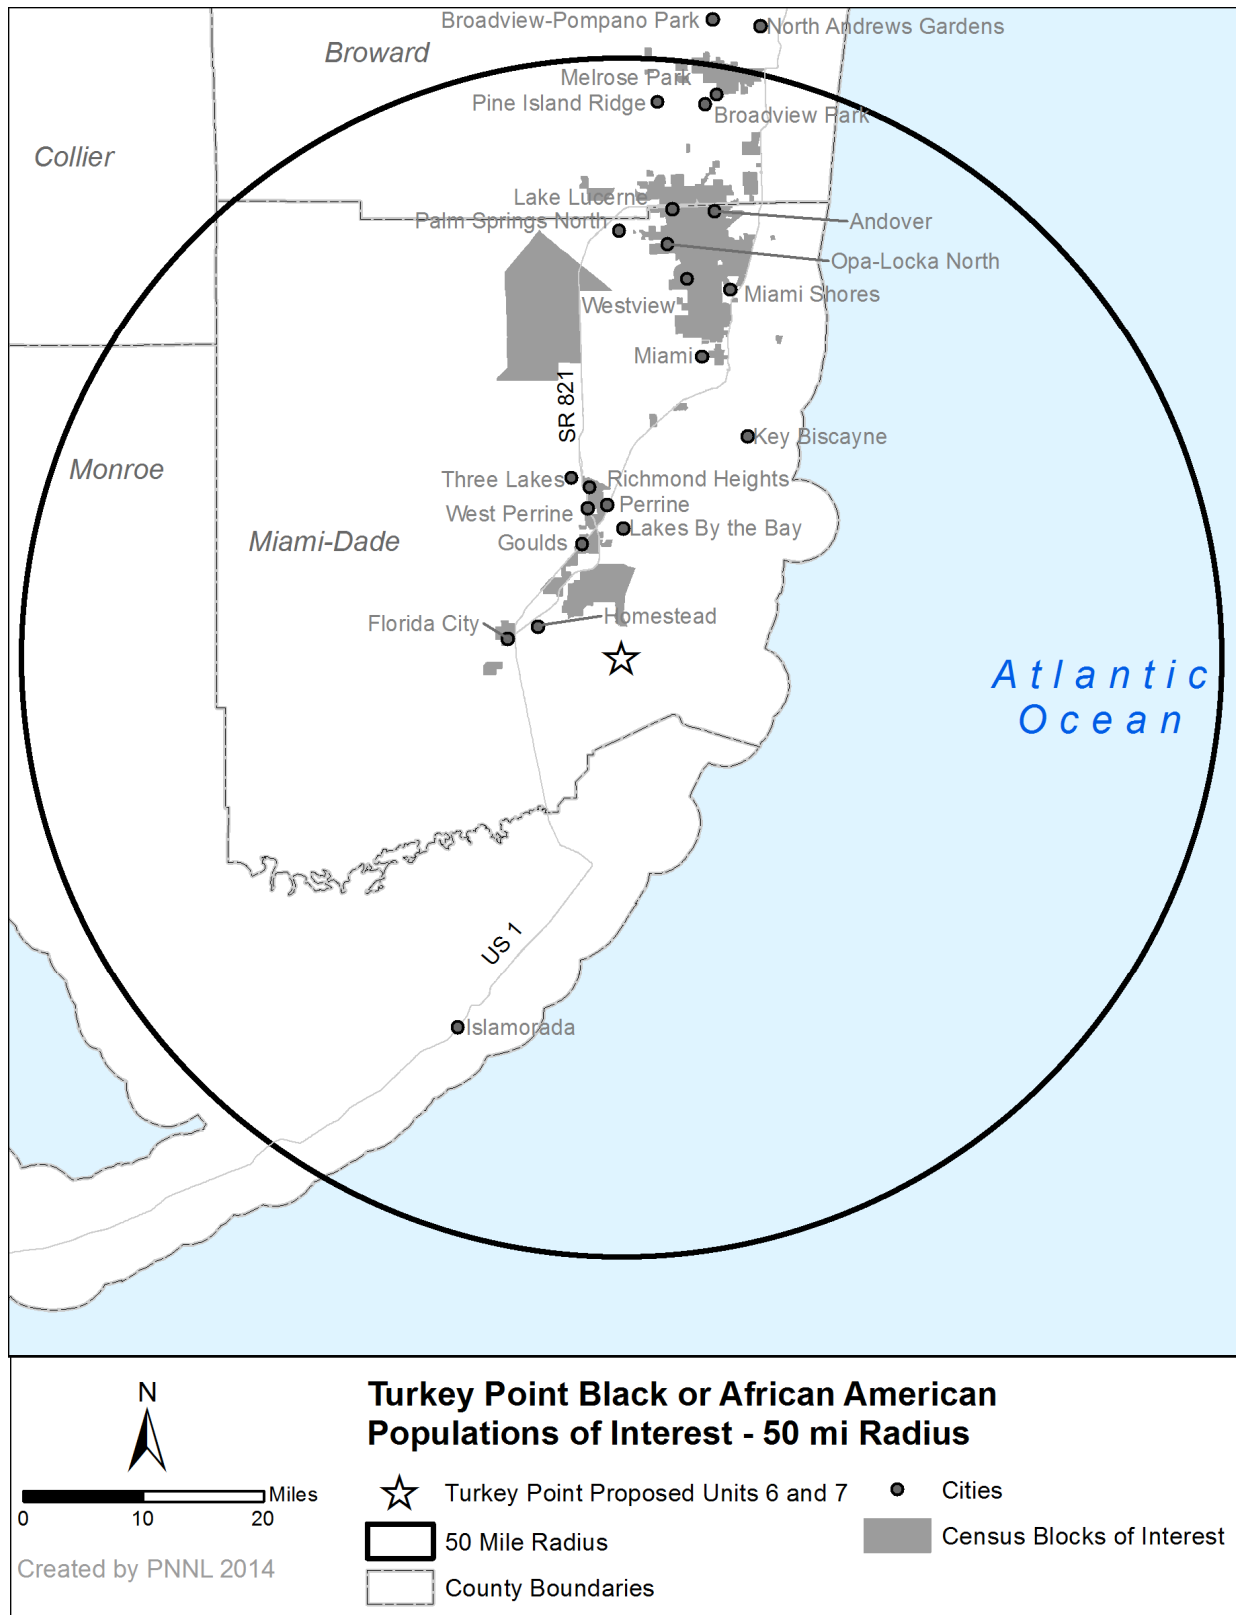 Broadview-Pompano Park
North Andrews Gardens
Broward
Melrose Park
Pine Island Ridge
Broadview Park
Collier
Lake Lucerne
Palm Springs North
Andover
Opa-Locka North
Miami Shores
Westview
Miami
SR 821
Key Biscayne
Monroe
Three Lakes
Richmond Heights
West Perrine
Perrine
Lakes By the Bay
Goulds
Miami-Dade
Florida City
Homestead
Atlantic
Ocean
US 1
Islamorada
N
Miles
0 10 20
Created by PNNL 2014
Turkey Point Black or African American
Populations of Interest - 50 mi Radius
Turkey Point Proposed Units 6 and 7
Cities
50 Mile Radius
Census Blocks of Interest
County Boundaries